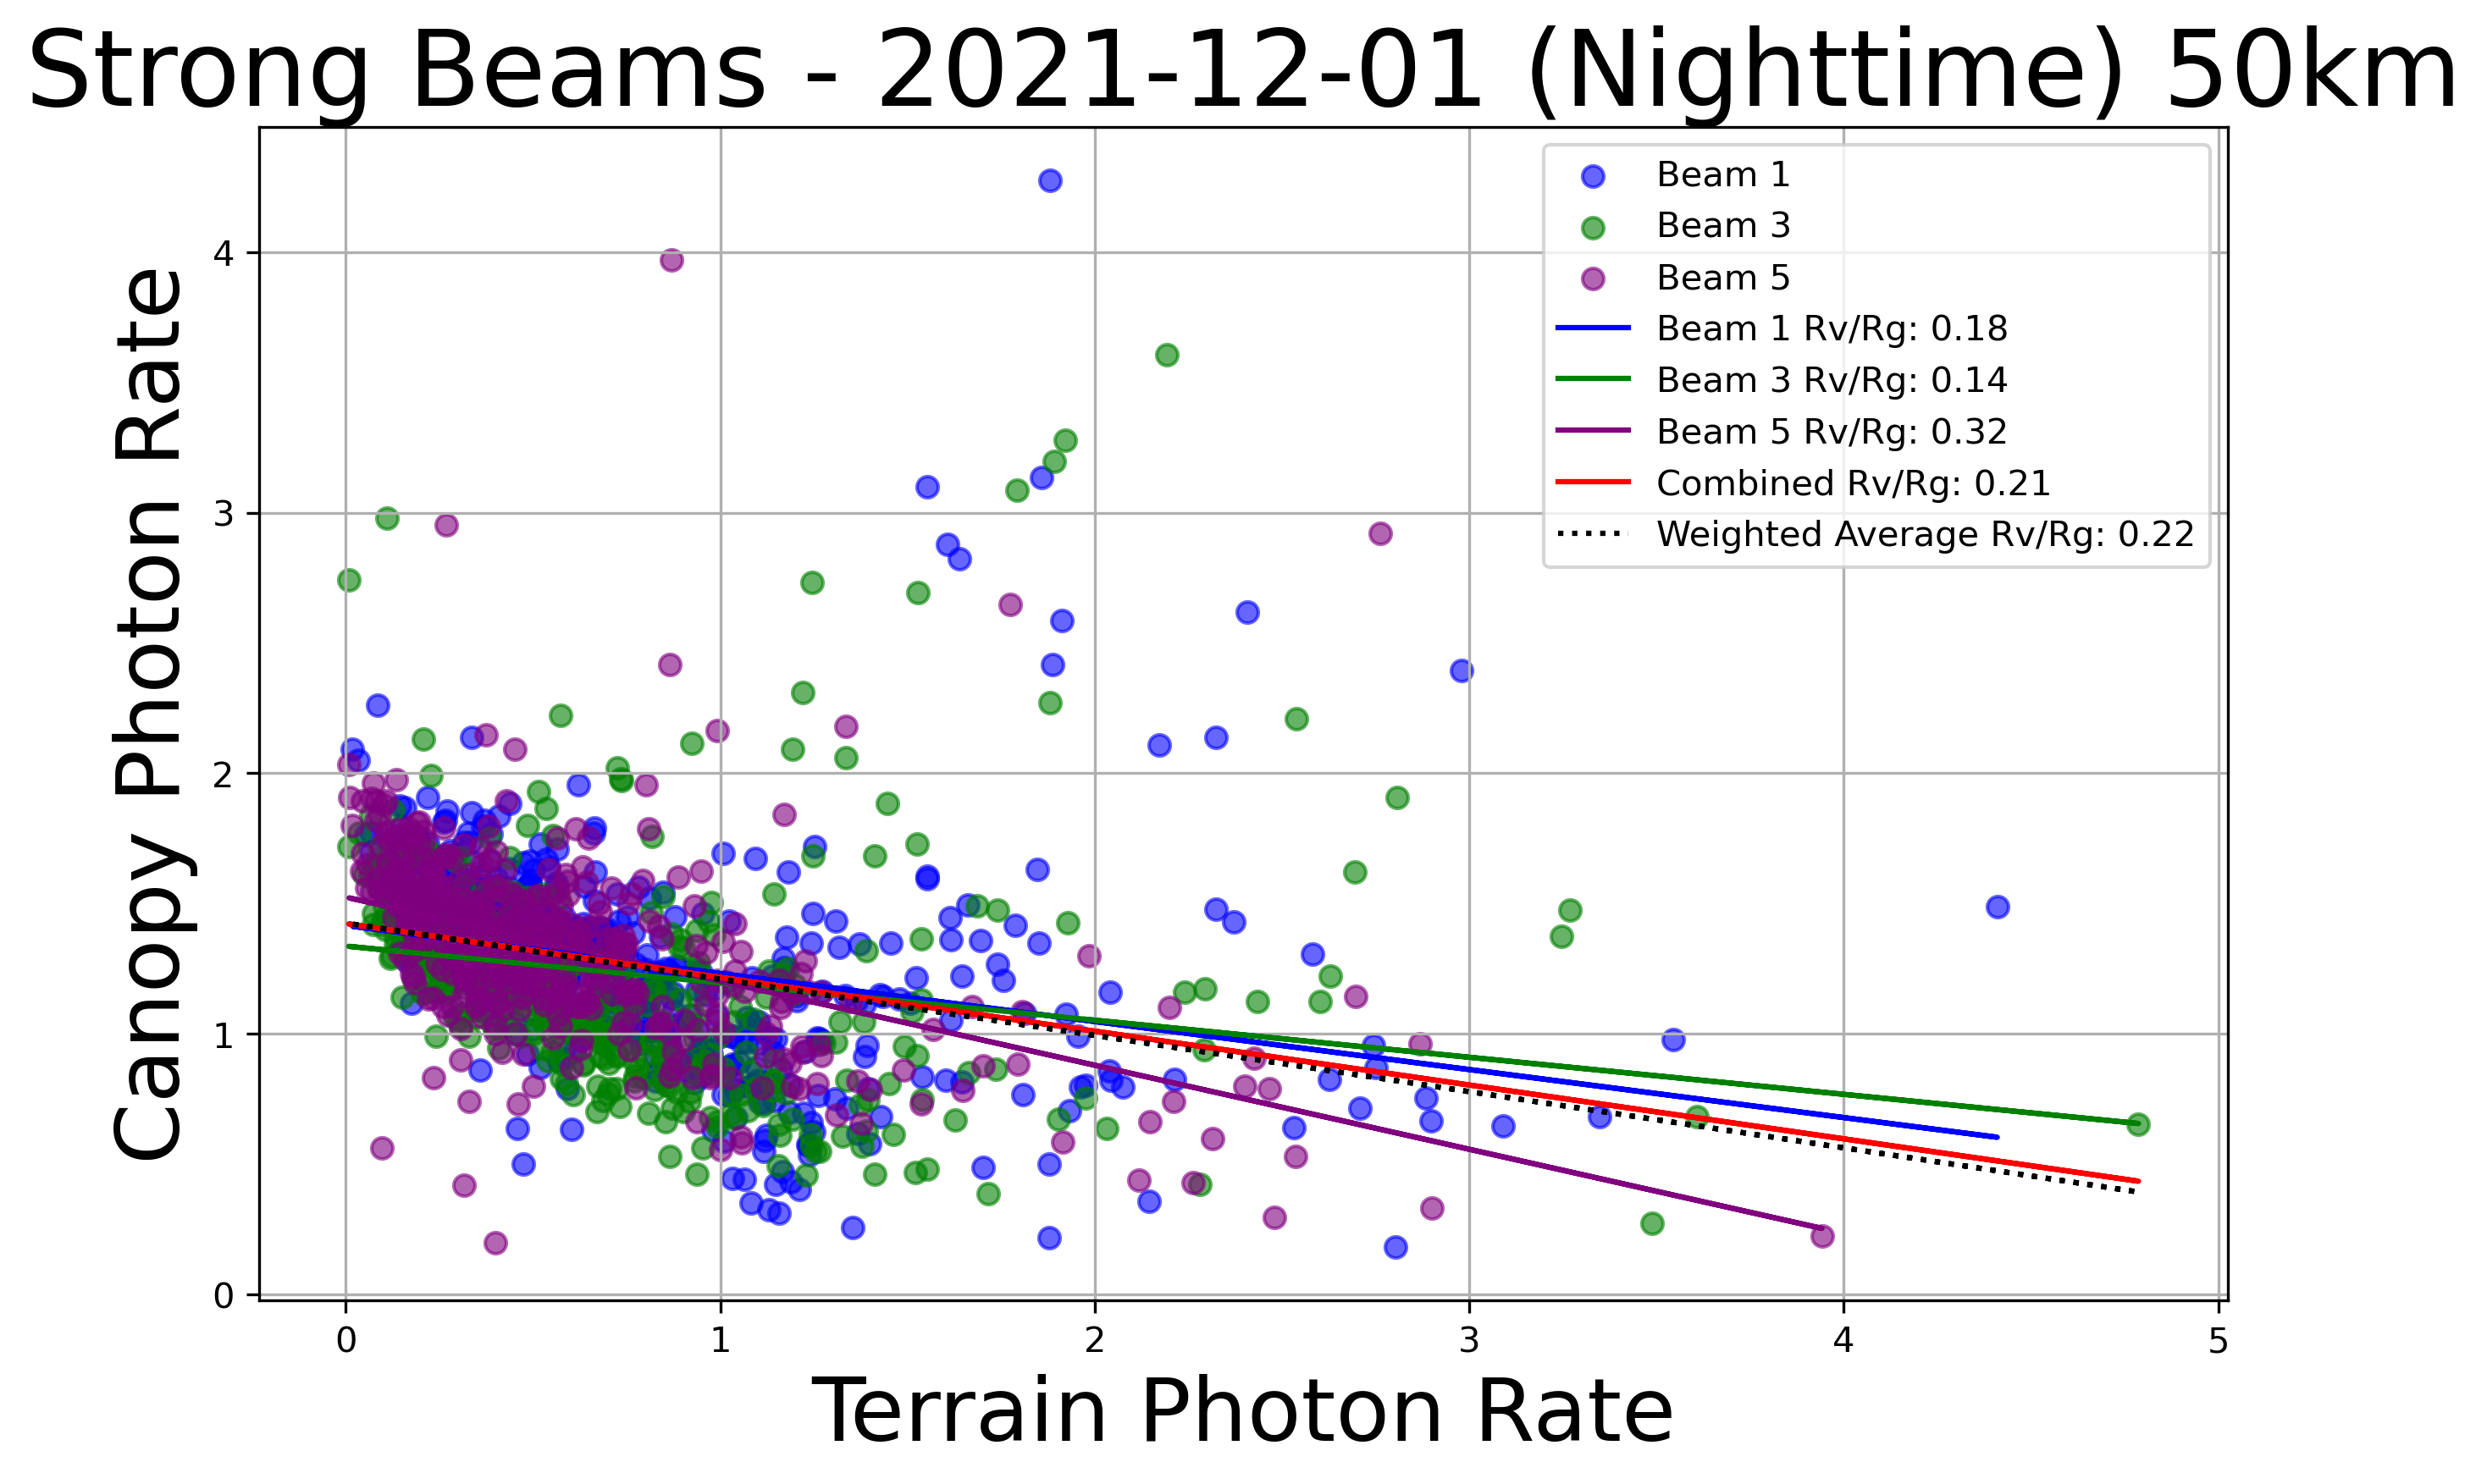 Strong Beams - 2021-12-01 (Nighttime) 50km
Canopy Photon Rate
4
3
2
1
0
Beam 1
Beam 3
Beam 5
Beam 1 Rv/Rg: 0.18
Beam 3 Rv/Rg: 0.14
Beam 5 Rv/Rg: 0.32
Combined Rv/Rg: 0.21
Weighted Average Rv/Rg: 0.22
0 1 2 3 4 5
Terrain Photon Rate